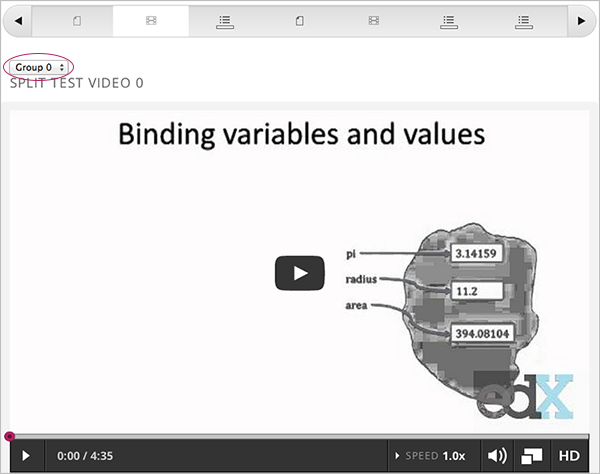 Group 0
SPLIT TEST VIDEO 0
Binding variables and values
pi
3.14159
radius
11.2
area
394.08104
edX
0:00 / 4:35
SPEED 1.0x
HD